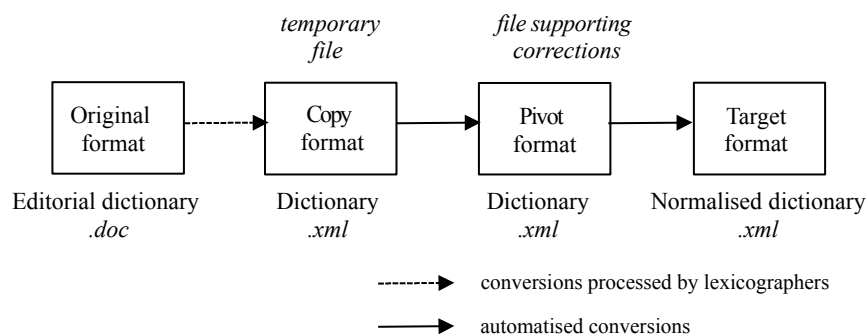 temporary
file
file supporting
corrections
Original
format
Copy
format
Pivot
format
Target
format
Editorial dictionary
.doc
Dictionary
.xml
Dictionary
.xml
Normalised dictionary
.xml
conversions processed by lexicographers
automatised conversions